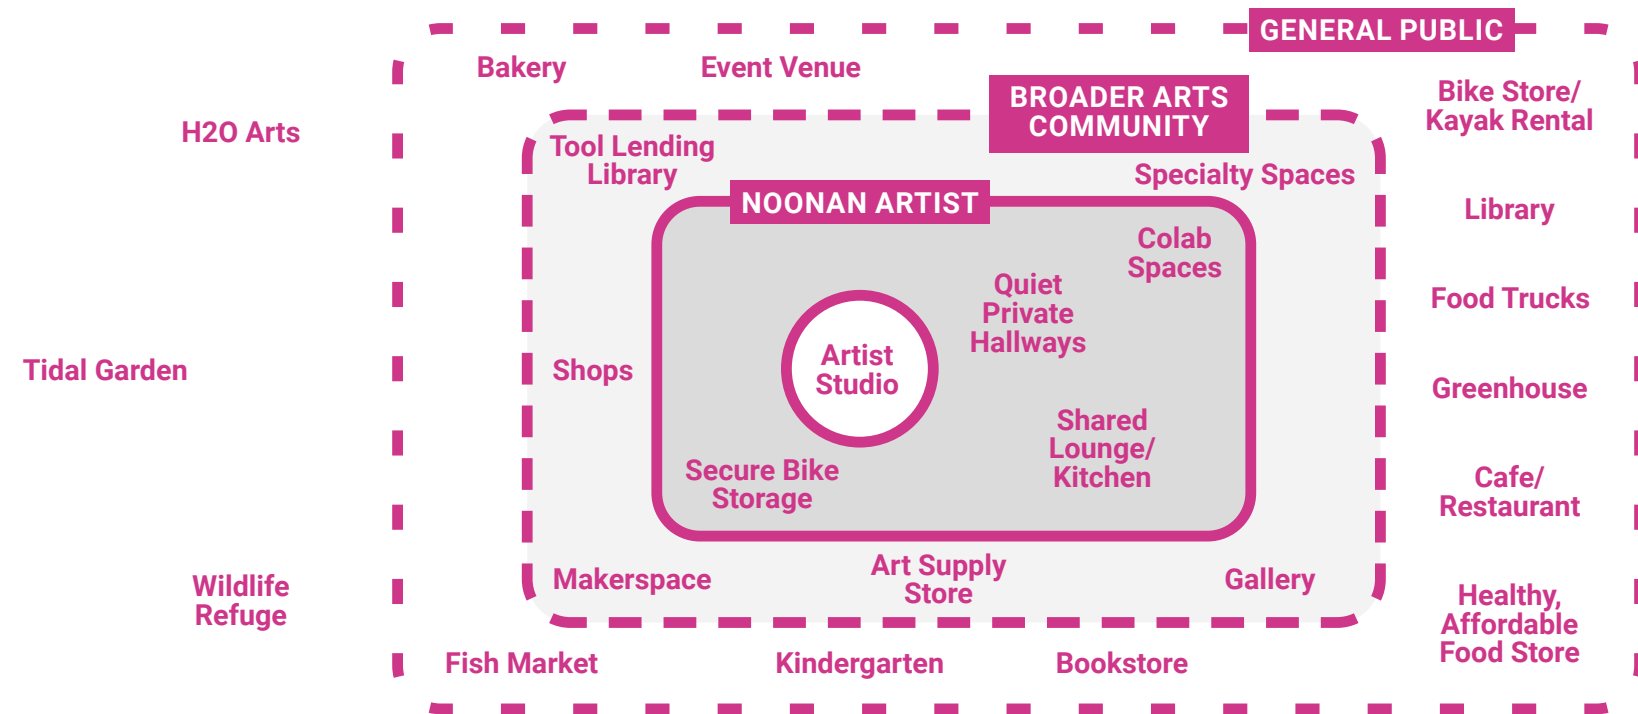 GENERAL PUBLIC
Bakery
Event Venue
BROADER ARTS
COMMUNITY
Bike Store/
Kayak Rental
H2O Arts
Tool Lending
Library
Specialty Spaces
NOONAN ARTIST
Library
Colab
Spaces
Quiet
Private
Hallways
Food Trucks
Artist
Studio
Tidal Garden
Shops
Greenhouse
Shared
Lounge/
Kitchen
Secure Bike
Storage
Cafe/
Restaurant
Wildlife
Refuge
Makerspace
Art Supply
Store
Gallery
Healthy,
Affordable
Food Store
Fish Market
Kindergarten
Bookstore